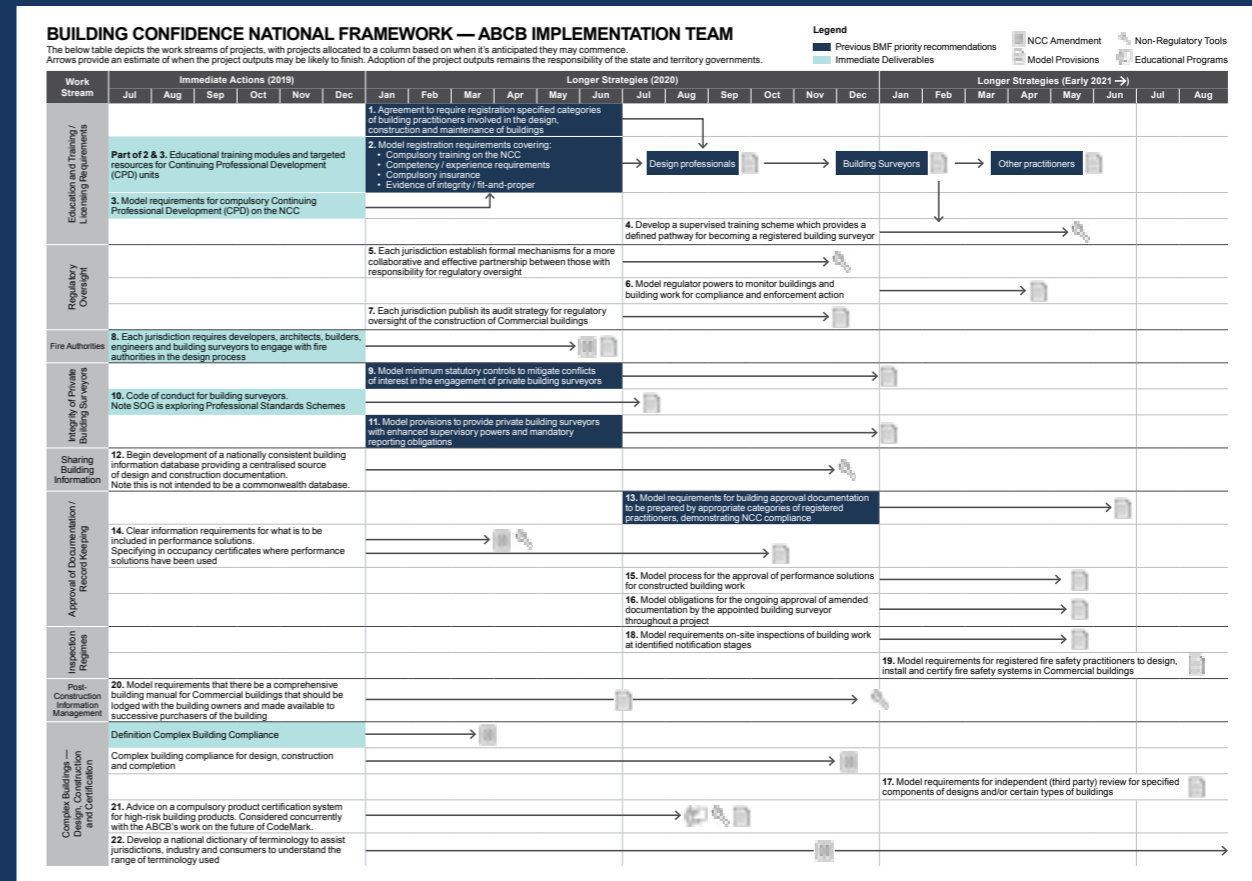 BUILDING CONFIDENCE NATIONAL FRAMEWORK — ABCB IMPLEMENTATION TEAM
The below table depicts the work streams of projects, with projects allocated to a column based on when it's anticipated they may commence.
Arrows provide an estimate of when the project outputs may be likely to finish. Adoption of the project outputs remains the responsibility of the state and territory governments.
Legend
Previous BMF priority recommendations
Immediate Deliverables
NCC Amendment
Model Provisions
Non-Regulatory Tools
Educational Programs
Work
Stream
Immediate Actions (2019)
Longer Strategies (2020)
Longer Strategies (Early 2021 →)
Jul Aug Sep Oct Nov Dec Jan Feb Mar Apr May Jun Jul Aug Sep Oct Nov Dec Jan Feb Mar Apr May Jun Jul Aug
Education and Training /
Licensing Requirements
1. Agreement to require registration specified categories
of building practitioners involved in the design,
construction and maintenance of buildings
Part of 2 & 3. Educational training modules and targeted
resources for Continuing Professional Development
(CPD) units
2. Model registration requirements covering:
• Compulsory training on the NCC
• Competency / experience requirements
• Compulsory insurance
• Evidence of integrity / fit-and-proper
Design professionals
Building Surveyors
Other practitioners
3. Model requirements for compulsory Continuing
Professional Development (CPD) on the NCC
4. Develop a supervised training scheme which provides a
defined pathway for becoming a registered building surveyor
Regulatory
Oversight
5. Each jurisdiction establish formal mechanisms for a more
collaborative and effective partnership between those with
responsibility for regulatory oversight
6. Model regulator powers to monitor buildings and
building work for compliance and enforcement action
7. Each jurisdiction publish its audit strategy for regulatory
oversight of the construction of Commercial buildings
Fire Authorities
8. Each jurisdiction requires developers, architects, builders,
engineers and building surveyors to engage with fire
authorities in the design process
Integrity of Private
Building Surveyors
9. Model minimum statutory controls to mitigate conflicts
of interest in the engagement of private building surveyors
10. Code of conduct for building surveyors.
Note SOG is exploring Professional Standards Schemes
11. Model provisions to provide private building surveyors
with enhanced supervisory powers and mandatory
reporting obligations
Sharing
Building
Information
12. Begin development of a nationally consistent building
information database providing a centralised source
of design and construction documentation.
Note this is not intended to be a commonwealth database.
Approval of Documentation /
Record Keeping
13. Model requirements for building approval documentation
to be prepared by appropriate categories of registered
practitioners, demonstrating NCC compliance
14. Clear information requirements for what is to be
included in performance solutions.
Specifying in occupancy certificates where performance
solutions have been used
15. Model process for the approval of performance solutions
for constructed building work
16. Model obligations for the ongoing approval of amended
documentation by the appointed building surveyor
throughout a project
Inspection
Regimes
18. Model requirements on-site inspections of building work
at identified notification stages
19. Model requirements for registered fire safety practitioners to design,
install and certify fire safety systems in Commercial buildings
Post-
Construction
Information
Management
20. Model requirements that there be a comprehensive
building manual for Commercial buildings that should be
lodged with the building owners and made available to
successive purchasers of the building
Complex Buildings —
Design, Construction
and Certification
Definition Complex Building Compliance
Complex building compliance for design, construction
and completion
17. Model requirements for independent (third party) review for specified
components of designs and/or certain types of buildings
21. Advice on a compulsory product certification system
for high-risk building products. Considered concurrently
with the ABCB's work on the future of CodeMark.
22. Develop a national dictionary of terminology to assist
jurisdictions, industry and consumers to understand the
range of terminology used